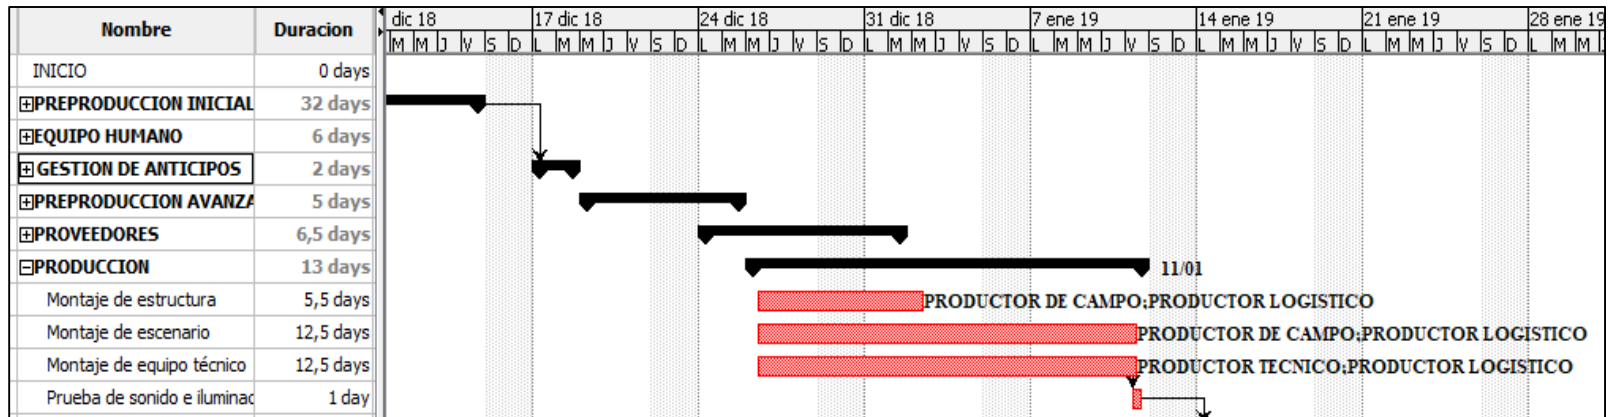 Nombre Duracion dic 18 17 dic 18 24 dic 18 31 dic 18 7 ene 19 14 ene 19 21 ene 19 28 ene 19
M M J V S D L M M J V S D L M M J V S D L M M J V S D L M M J V S D L M M J V S D L M M J V S D L M M
INICIO 0 days
PREPRODUCCION INICIAL 32 days
EQUIPO HUMANO 6 days
GESTION DE ANTICIPOS 2 days
PREPRODUCCION AVANZA 5 days
PROVEEDORES 6,5 days
PRODUCCION 13 days 11/01
Montaje de estructura 5,5 days PRODUCTOR DE CAMPO;PRODUCTOR LOGISTICO
Montaje de escenario 12,5 days PRODUCTOR DE CAMPO;PRODUCTOR LOGISTICO
Montaje de equipo técnico 12,5 days PRODUCTOR TECNICO;PRODUCTOR LOGISTICO
Prueba de sonido e iluminac 1 day